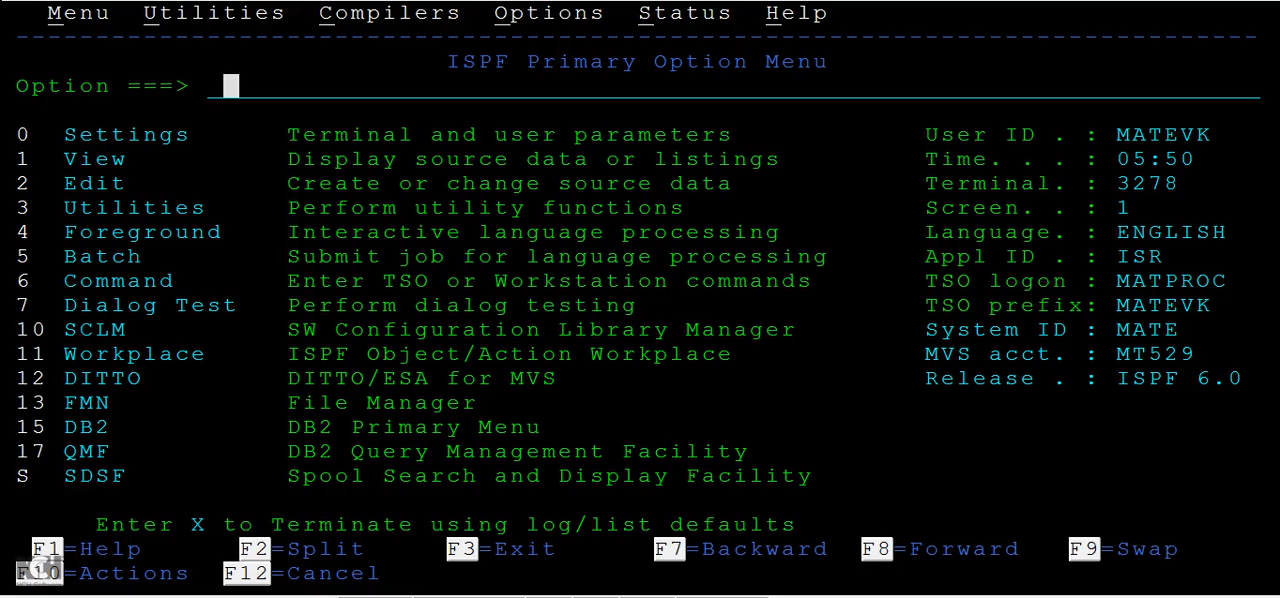 Menu Utilities Compilers Options Status Help
--------------------------------------------------------------------------------
ISPF Primary Option Menu
Option ===>
0 Settings Terminal and user parameters User ID . : MATEVK
1 View Display source data or listings Time. . . : 05:50
2 Edit Create or change source data Terminal. : 3278
3 Utilities Perform utility functions Screen. . : 1
4 Foreground Interactive language processing Language. : ENGLISH
5 Batch Submit job for language processing Appl ID . : ISR
6 Command Enter TSO or Workstation commands TSO logon : MATPROC
7 Dialog Test Perform dialog testing TSO prefix: MATEVK
10 SCLM SW Configuration Library Manager System ID : MATE
11 Workplace ISPF Object/Action Workplace MVS acct. : MT529
12 DITTO DITTO/ESA for MVS Release . : ISPF 6.0
13 FMN File Manager
15 DB2 DB2 Primary Menu
17 QMF DB2 Query Management Facility
S SDSF Spool Search and Display Facility
Enter X to Terminate using log/list defaults
F1=Help F2=Split F3=Exit F7=Backward F8=Forward F9=Swap
F10=Actions F12=Cancel